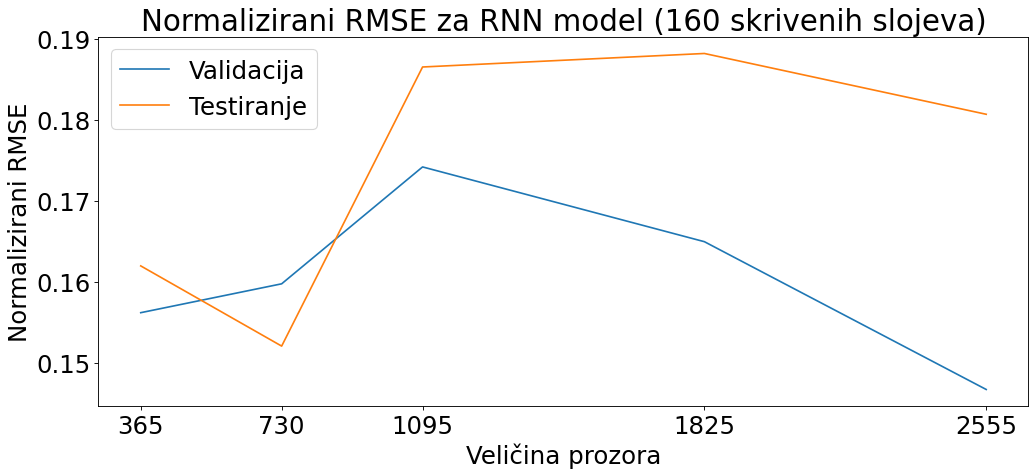 Normalizirani RMSE za RNN model (160 skrivenih slojeva)
Validacija
Testiranje
Normalizirani RMSE
0.19
0.18
0.17
0.16
0.15
365 730 1095 1825 2555
Veličina prozora